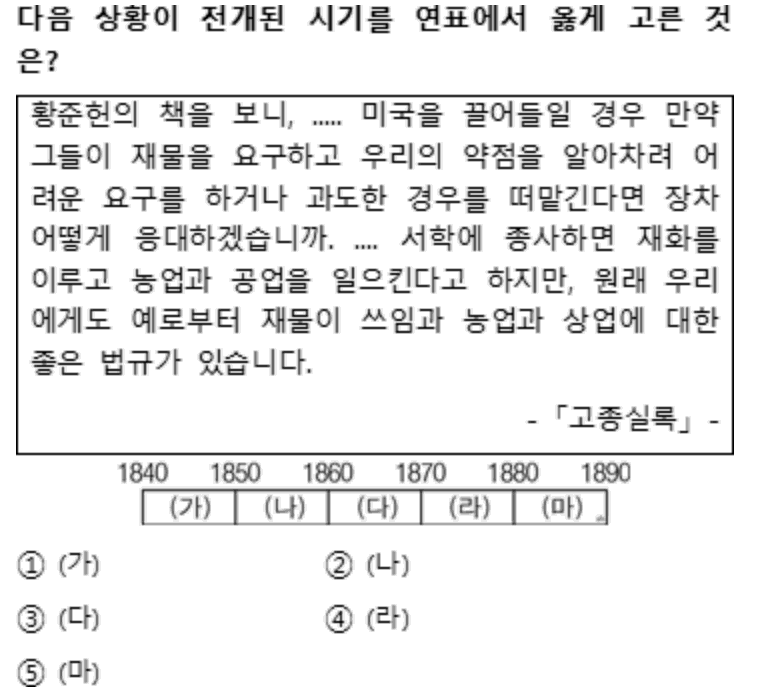 다음 상황이 전개된 시기를 연표에서 옳게 고른 것
은?
황준헌의 책을 보니, ..... 미국을 끌어들일 경우 만약
그들이 재물을 요구하고 우리의 약점을 알아차려 어
려운 요구를 하거나 과도한 경우를 떠맡긴다면 장차
어떻게 응대하겠습니까. .... 서학에 종사하면 재화를
이루고 농업과 공업을 일으킨다고 하지만, 원래 우리
에게도 예로부터 재물이 쓰임과 농업과 상업에 대한
좋은 법규가 있습니다.
-「고종실록」-
1840 1850 1860 1870 1880 1890
(가) (나) (다) (라) (마)
① (가) ② (나)
③ (다) ④ (라)
⑤ (마)